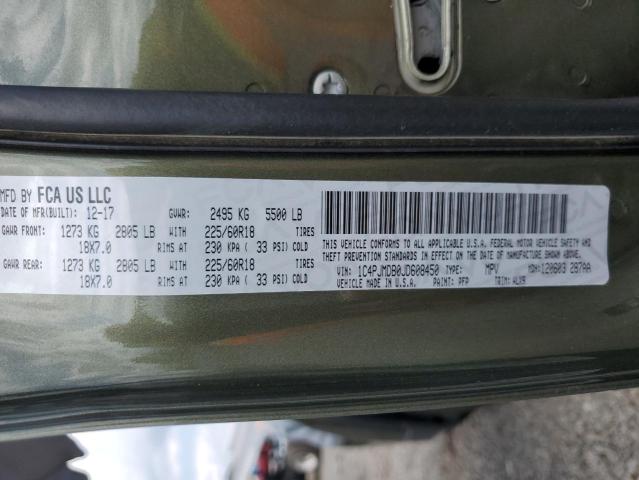 MFD BY FCA US LLC
DATE OF MFR(BUILT) 12-17 GVWR: 2495 KG 5500 LB
GAWR FRONT: 1273 KG 2805 LB WITH 225/60R18 TIRES
18X7.0 RIMS AT 230 KPA ( 33 PSI) COLD
GAWR REAR: 1273 KG 2805 LB WITH 225/60R18 TIRES
18X7.0 RIMS AT 230 KPA ( 33 PSI) COLD
THIS VEHICLE CONFORMS TO ALL APPLICABLE U.S.A. FEDERAL MOTOR VEHICLE SAFETY AND
THEFT PREVENTION STANDARDS IN EFFECT ON THE DATE OF MANUFACTURE SHOWN ABOVE.
VIN: 1C4PJMDB0JD608450 TYPE: MPV MDH: 120603 287AA
VEHICLE MADE IN U.S.A. PAINT: PFP TRIM: ALX9